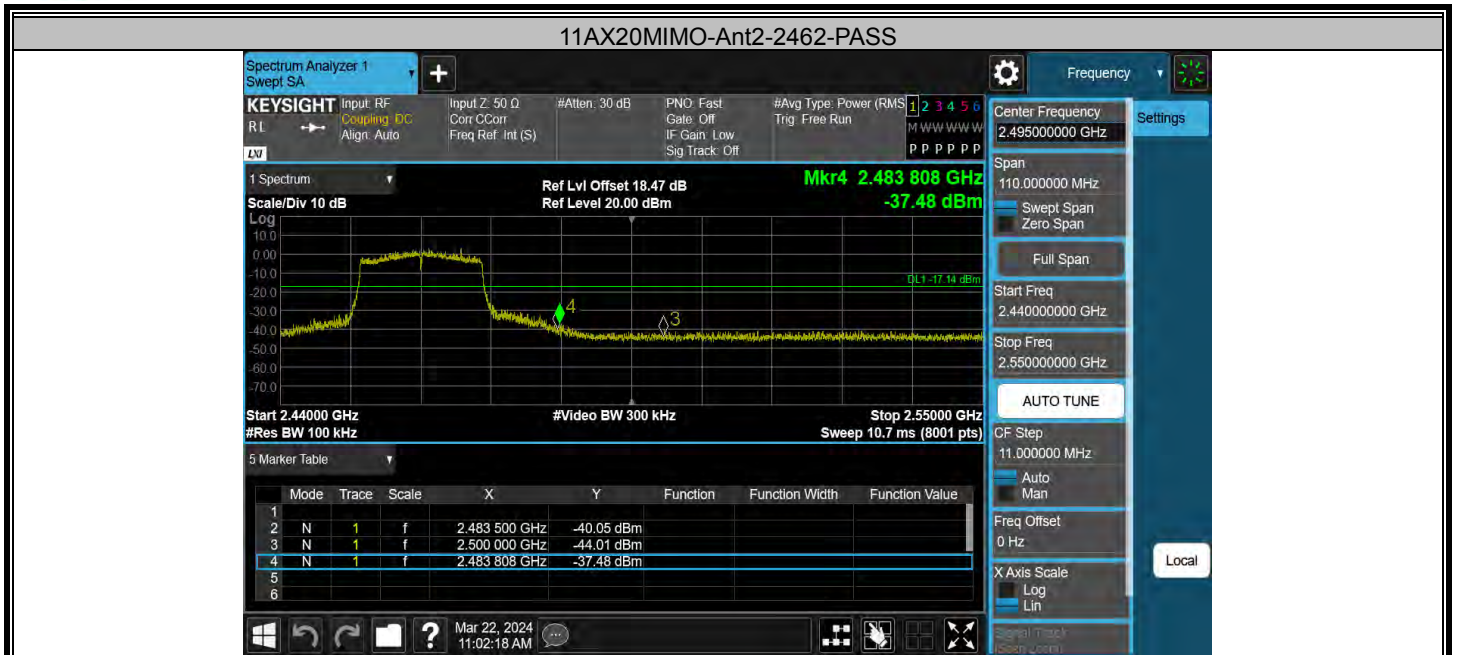 11AX20MIMO-Ant2-2462-PASS
Spectrum Analyzer 1
Swept SA
+
Frequency
KEYSIGHT
RL
LXI
Input: RF
Coupling: DC
Align: Auto
Input Z: 50 Ω
Corr CCorr
Freq Ref: Int (S)
#Atten: 30 dB
PNO: Fast
Gate: Off
IF Gain: Low
Sig Track: Off
#Avg Type: Power (RMS
Trig: Free Run
1 2 3 4 5 6
M W W W W W
P P P P P P
1 Spectrum
Scale/Div 10 dB
Ref Lvl Offset 18.47 dB
Ref Level 20.00 dBm
Mkr4 2.483 808 GHz
-37.48 dBm
Log
10.0
0.00
-10.0
-20.0
-30.0
-40.0
-50.0
-60.0
-70.0
DL1 -17.14 dBm
4
3
Start 2.44000 GHz
#Res BW 100 kHz
#Video BW 300 kHz
Stop 2.55000 GHz
Sweep 10.7 ms (8001 pts)
5 Marker Table
Mode Trace Scale X Y Function Function Width Function Value
1
2 N 1 f 2.483 500 GHz -40.05 dBm
3 N 1 f 2.500 000 GHz -44.01 dBm
4 N 1 f 2.483 808 GHz -37.48 dBm
5
6
?
Mar 22, 2024
11:02:18 AM
Center Frequency
2.495000000 GHz
Span
110.000000 MHz
Swept Span
Zero Span
Full Span
Start Freq
2.440000000 GHz
Stop Freq
2.550000000 GHz
AUTO TUNE
CF Step
11.000000 MHz
Auto
Man
Freq Offset
0 Hz
X Axis Scale
Log
Lin
Signal Track
(Span Zoom)
Settings
Local